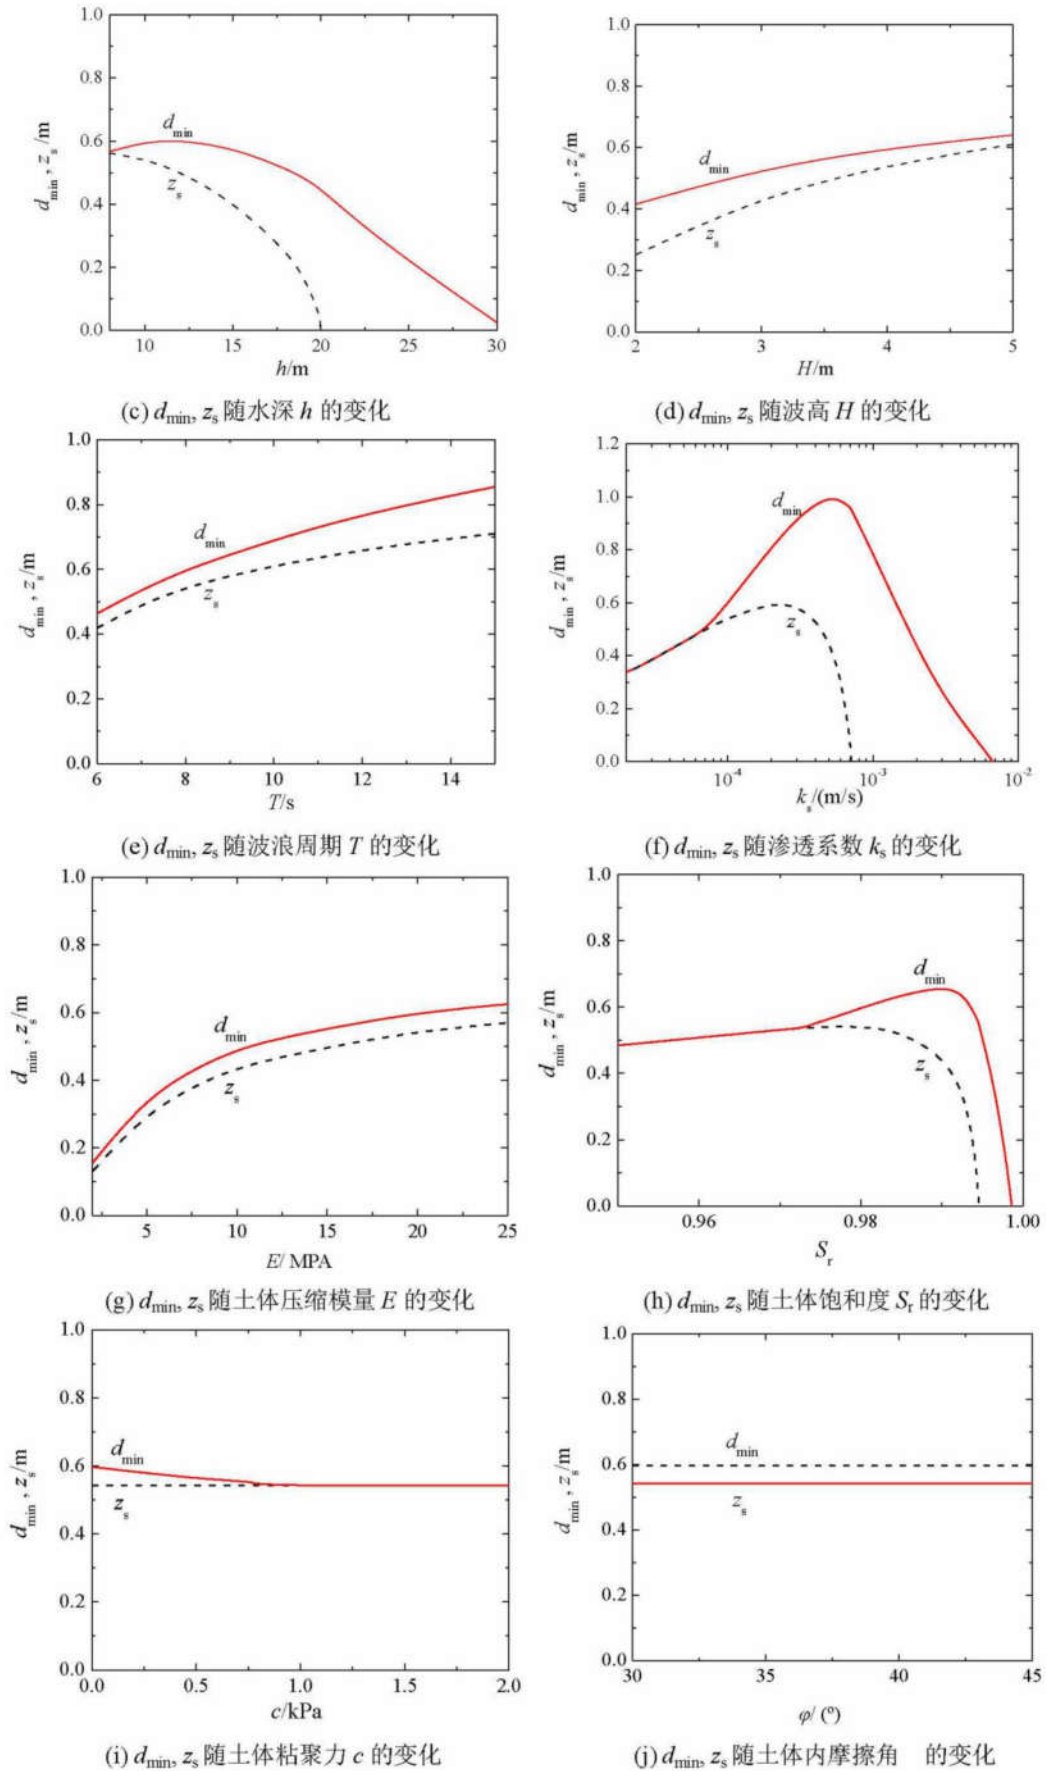 1.0
0.8
0.6
0.4
0.2
0.0
d_min, z_s/m
d_min
z_s
10 15 20 25 30
h/m
(c) d_min, z_s 随水深 h 的变化
1.0
0.8
0.6
0.4
0.2
0.0
d_min, z_s/m
d_min
z_s
2 3 4 5
H/m
(d) d_min, z_s 随波高 H 的变化
1.0
0.8
0.6
0.4
0.2
0.0
d_min, z_s/m
d_min
z_s
6 8 10 12 14
T/s
(e) d_min, z_s 随波浪周期 T 的变化
1.2
1.0
0.8
0.6
0.4
0.2
0.0
d_min, z_s/m
d_min
z_s
10^-4 10^-3 10^-2
k_s/(m/s)
(f) d_min, z_s 随渗透系数 k_s 的变化
1.0
0.8
0.6
0.4
0.2
0.0
d_min, z_s/m
d_min
z_s
5 10 15 20 25
E/ MPA
(g) d_min, z_s 随土体压缩模量 E 的变化
1.0
0.8
0.6
0.4
0.2
0.0
d_min, z_s/m
d_min
z_s
0.96 0.98 1.00
S_r
(h) d_min, z_s 随土体饱和度 S_r 的变化
1.0
0.8
0.6
0.4
0.2
0.0
d_min, z_s/m
d_min
z_s
0.0 0.5 1.0 1.5 2.0
c/kPa
(i) d_min, z_s 随土体粘聚力 c 的变化
1.0
0.8
0.6
0.4
0.2
0.0
d_min, z_s/m
d_min
z_s
30 35 40 45
φ/ (º)
(j) d_min, z_s 随土体内摩擦角 的变化